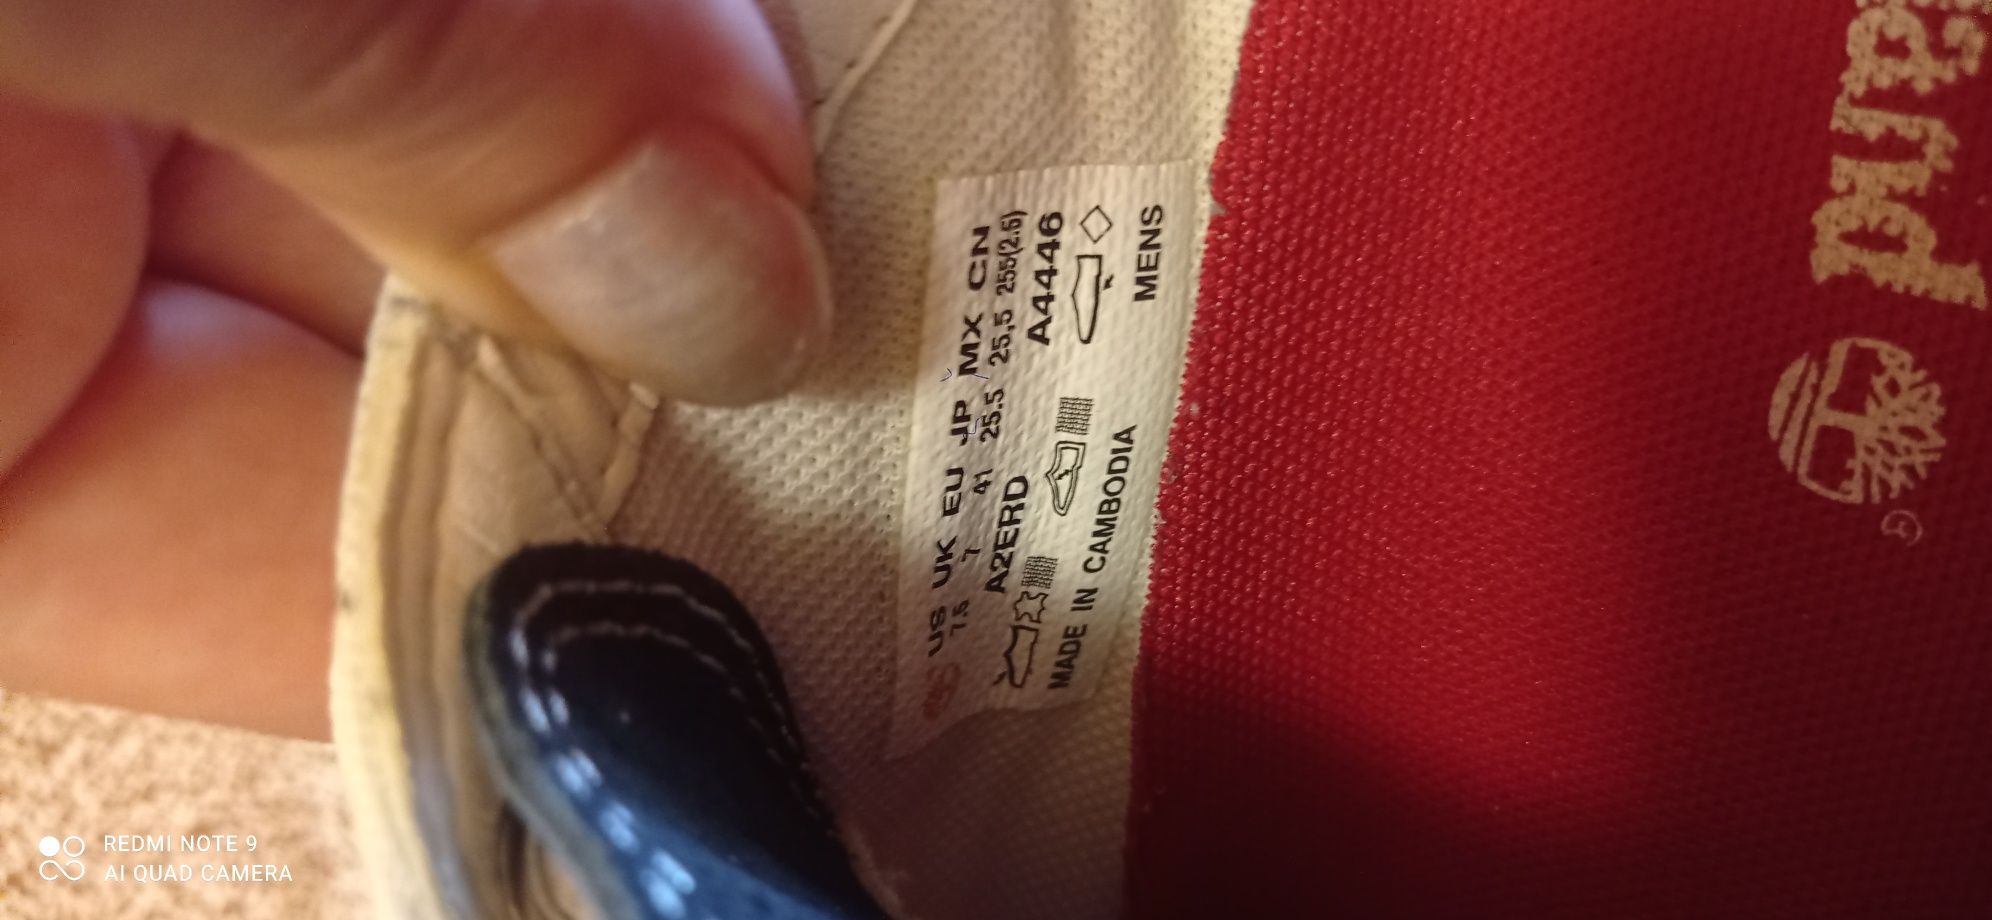 US UK EU JP MX CN
7.5 7 41 25.5 25.5 255(2.5)
A2ERD A4446
MADE IN CAMBODIA MENS
and
REDMI NOTE 9
AI QUAD CAMERA